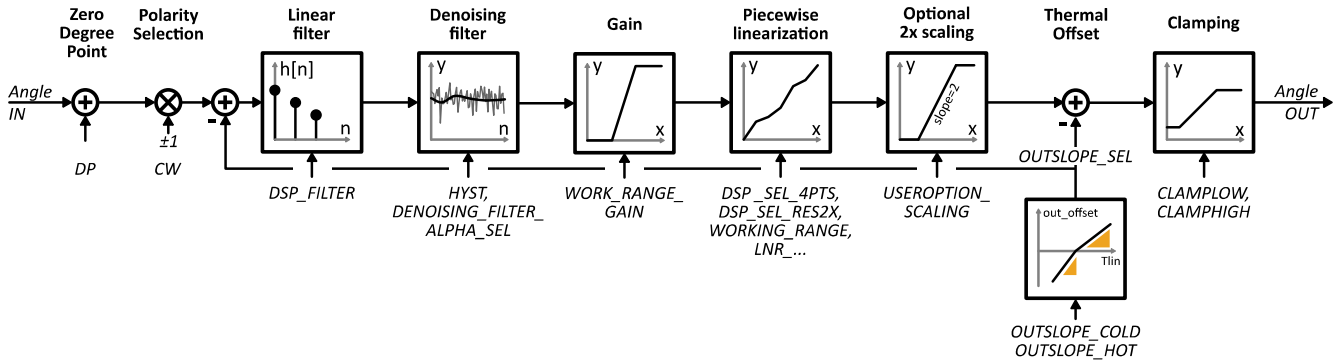 Zero
Degree
Point
Polarity
Selection
Linear
filter
Denoising
filter
Gain
Piecewise
linearization
Optional
2x scaling
Thermal
Offset
Clamping
Angle
IN
-
h[n]
n
y
n
y
x
y
x
y
slope=2
x
-
y
x
Angle
OUT
±1
DP
CW
DSP_FILTER
HYST,
DENOISING_FILTER_
ALPHA_SEL
WORK_RANGE_
GAIN
DSP _SEL_4PTS,
DSP_SEL_RES2X,
WORKING_RANGE,
LNR_...
USEROPTION_
SCALING
OUTSLOPE_SEL
CLAMPLOW,
CLAMPHIGH
out_offset
Tlin
OUTSLOPE_COLD
OUTSLOPE_HOT